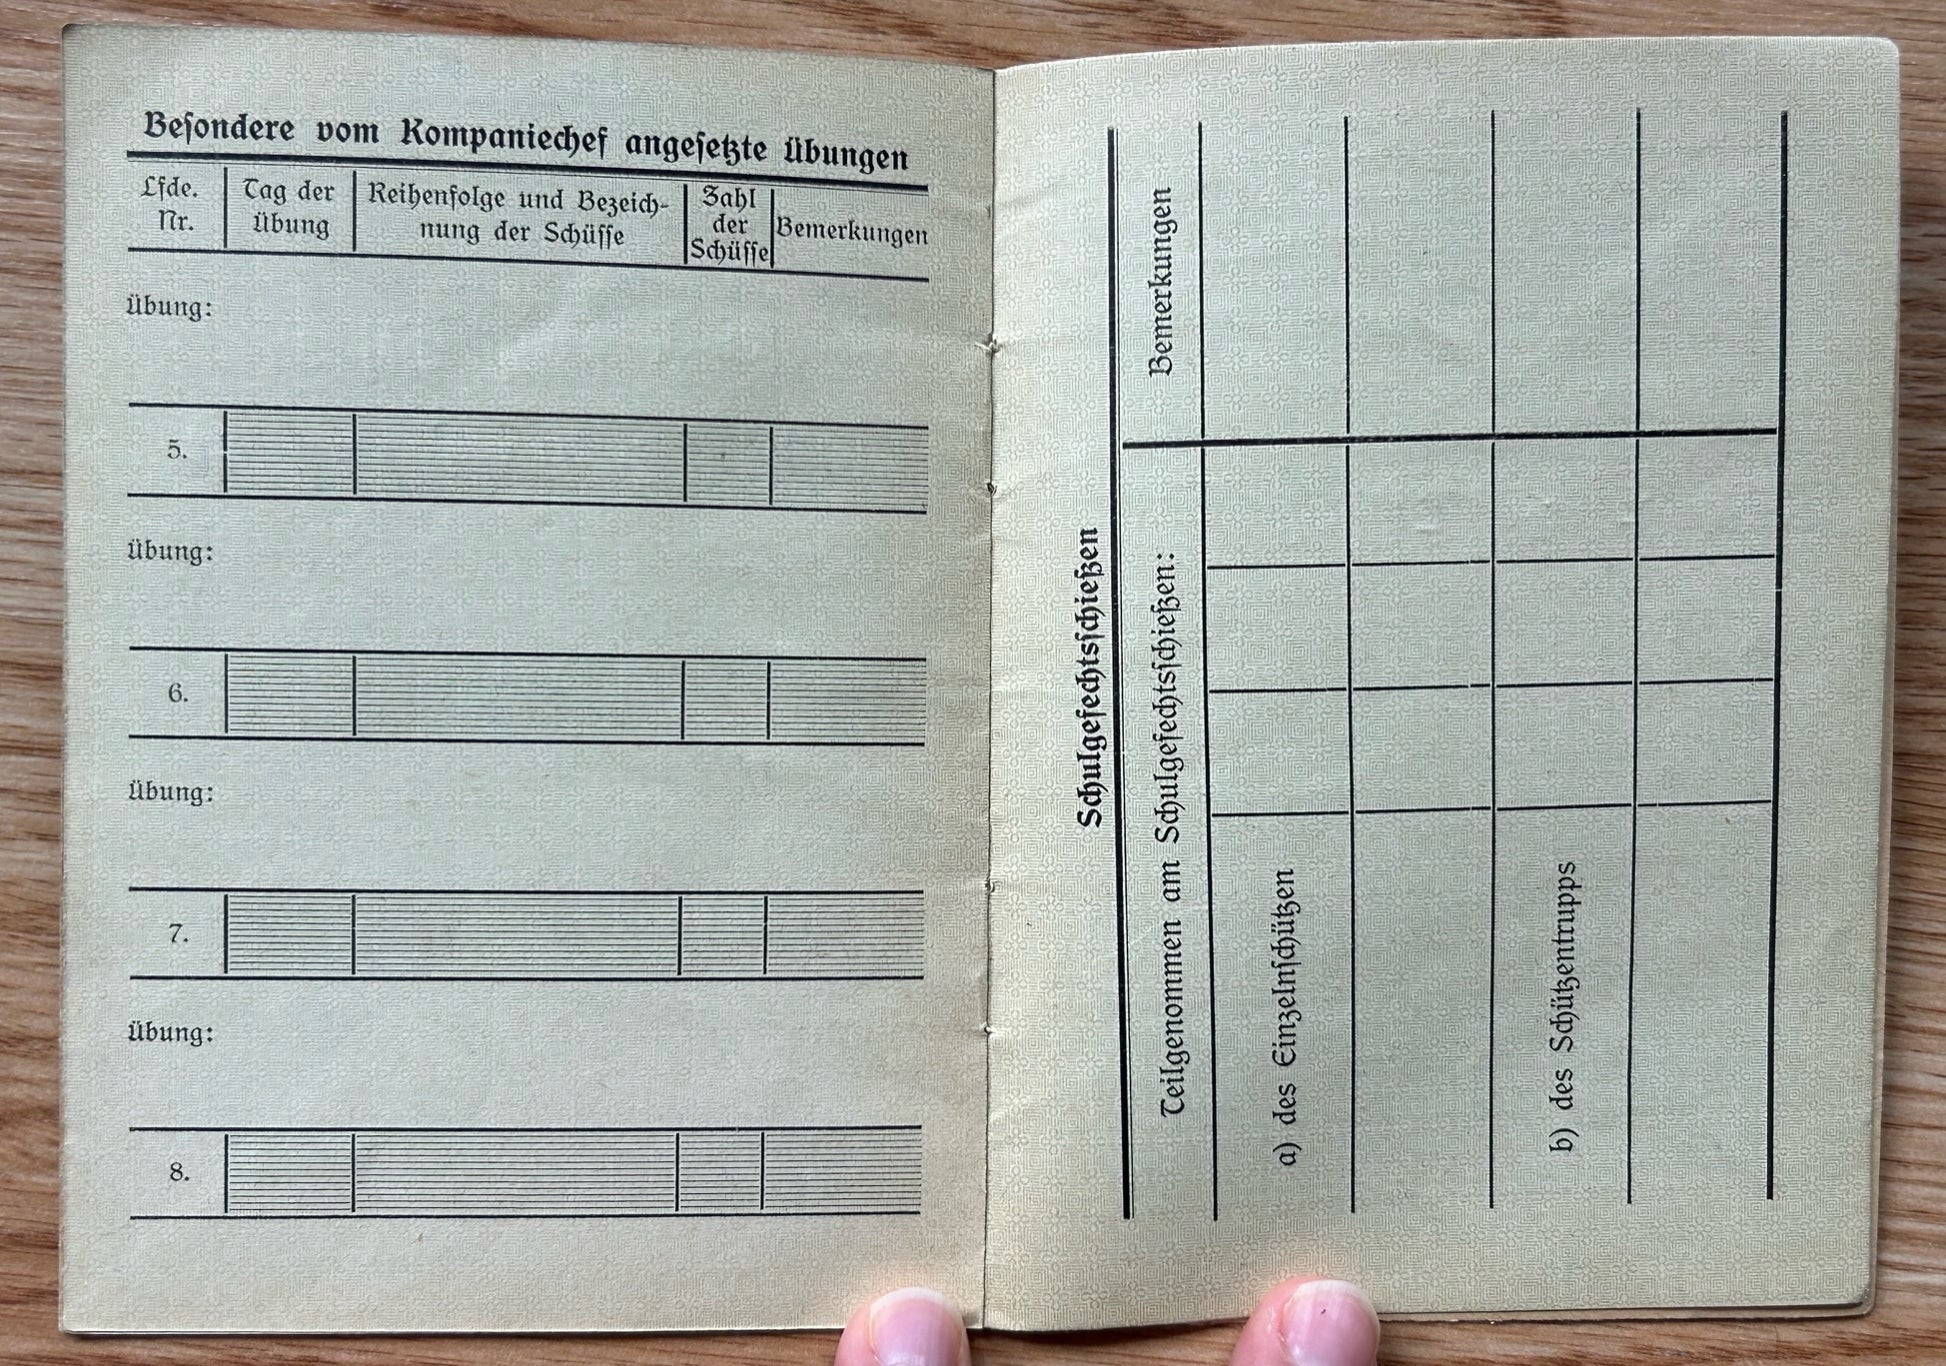 Besondere vom Kompaniechef angesetzte Übungen
Lfde. Nr.
Tag der Übung
Reihenfolge und Bezeich-
nung der Schüsse
Zahl der Schüsse
Bemerkungen
Übung:
5.
Übung:
6.
Übung:
7.
Übung:
8.
Schulgefechtsschießen
Teilgenommen am Schulgefechtsschießen:
Bemerkungen
a) des Einzelnschützen
b) des Schützentrupps